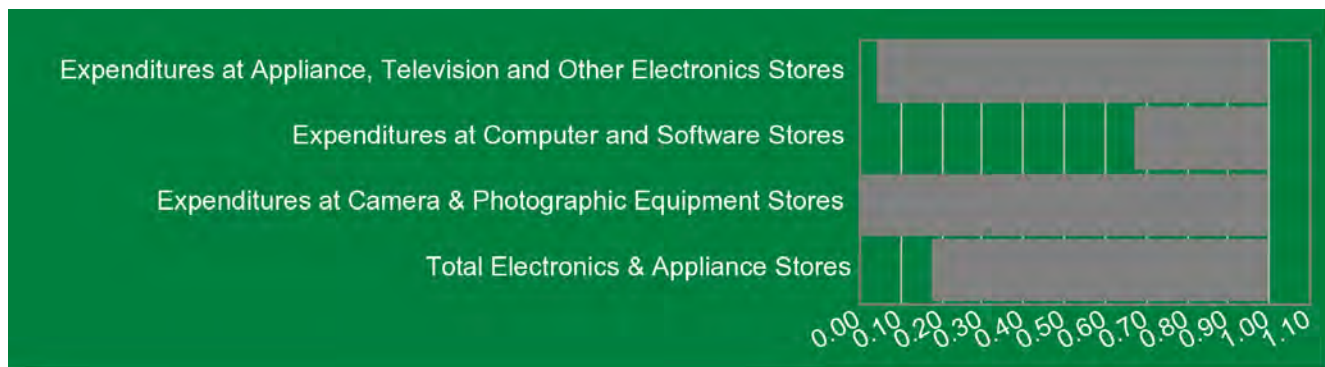 Expenditures at Appliance, Television and Other Electronics Stores
Expenditures at Computer and Software Stores
Expenditures at Camera & Photographic Equipment Stores
Total Electronics & Appliance Stores
0.00 0.10 0.20 0.30 0.40 0.50 0.60 0.70 0.80 0.90 1.00 1.10